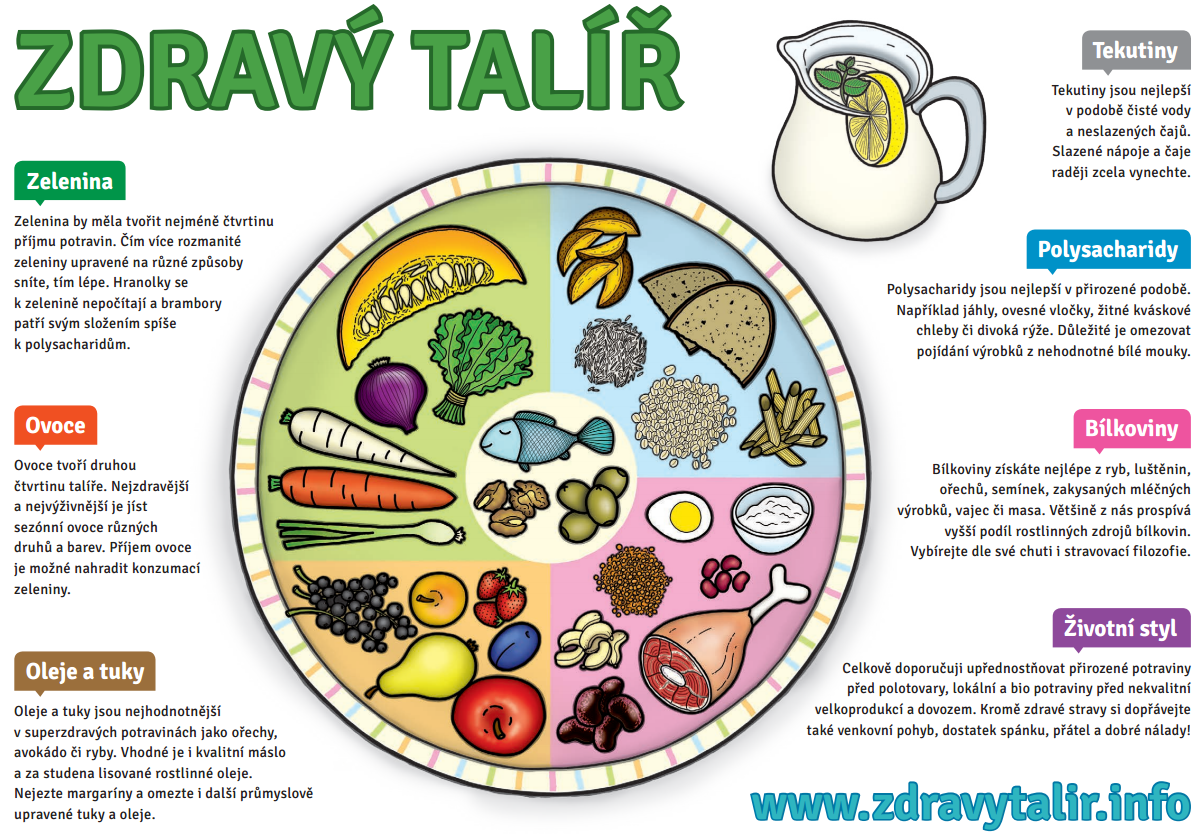 ZDRAVÝ TALÍŘ
Zelenina
Zelenina by měla tvořit nejméně čtvrtinu
příjmu potravin. Čím více rozmanité
zeleniny upravené na různé způsoby
sníte, tím lépe. Hranolky se
k zelenině nepočítají a brambory
patří svým složením spíše
k polysacharidům.
Ovoce
Ovoce tvoří druhou
čtvrtinu talíře. Nejzdravější
a nejvýživnější je jíst
sezónní ovoce různých
druhů a barev. Příjem ovoce
je možné nahradit konzumací
zeleniny.
Oleje a tuky
Oleje a tuky jsou nejhodnotnější
v superzdravých potravinách jako ořechy,
avokádo či ryby. Vhodné je i kvalitní máslo
a za studena lisované rostlinné oleje.
Nejezte margaríny a omezte i další průmyslově
upravené tuky a oleje.
Tekutiny
Tekutiny jsou nejlepší
v podobě čisté vody
a neslazených čajů.
Slazené nápoje a čaje
raději zcela vynechte.
Polysacharidy
Polysacharidy jsou nejlepší v přirozené podobě.
Například jáhly, ovesné vločky, žitné kváskové
chleby či divoká rýže. Důležité je omezovat
pojídání výrobků z nehodnotné bílé mouky.
Bílkoviny
Bílkoviny získáte nejlépe z ryb, luštěnin,
ořechů, semínek, zakysaných mléčných
výrobků, vajec či masa. Většině z nás prospívá
vyšší podíl rostlinných zdrojů bílkovin.
Vybírejte dle své chuti i stravovací filozofie.
Životní styl
Celkově doporučuji upřednostňovat přirozené potraviny
před polotovary, lokální a bio potraviny před nekvalitní
velkoprodukcí a dovozem. Kromě zdravé stravy si dopřávejte
také venkovní pohyb, dostatek spánku, přátel a dobré nálady!
www.zdravytalir.info